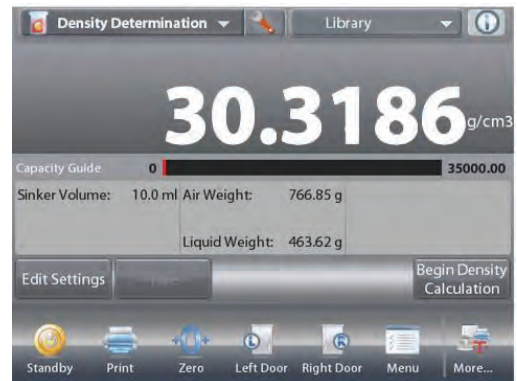 Density Determination Library
30.3186 g/cm3
Capacity Guide 0 35000.00
Sinker Volume: 10.0 ml Air Weight: 766.85 g
Liquid Weight: 463.62 g
Edit Settings
Begin Density
Calculation
Standby Print Zero Left Door Right Door Menu More...